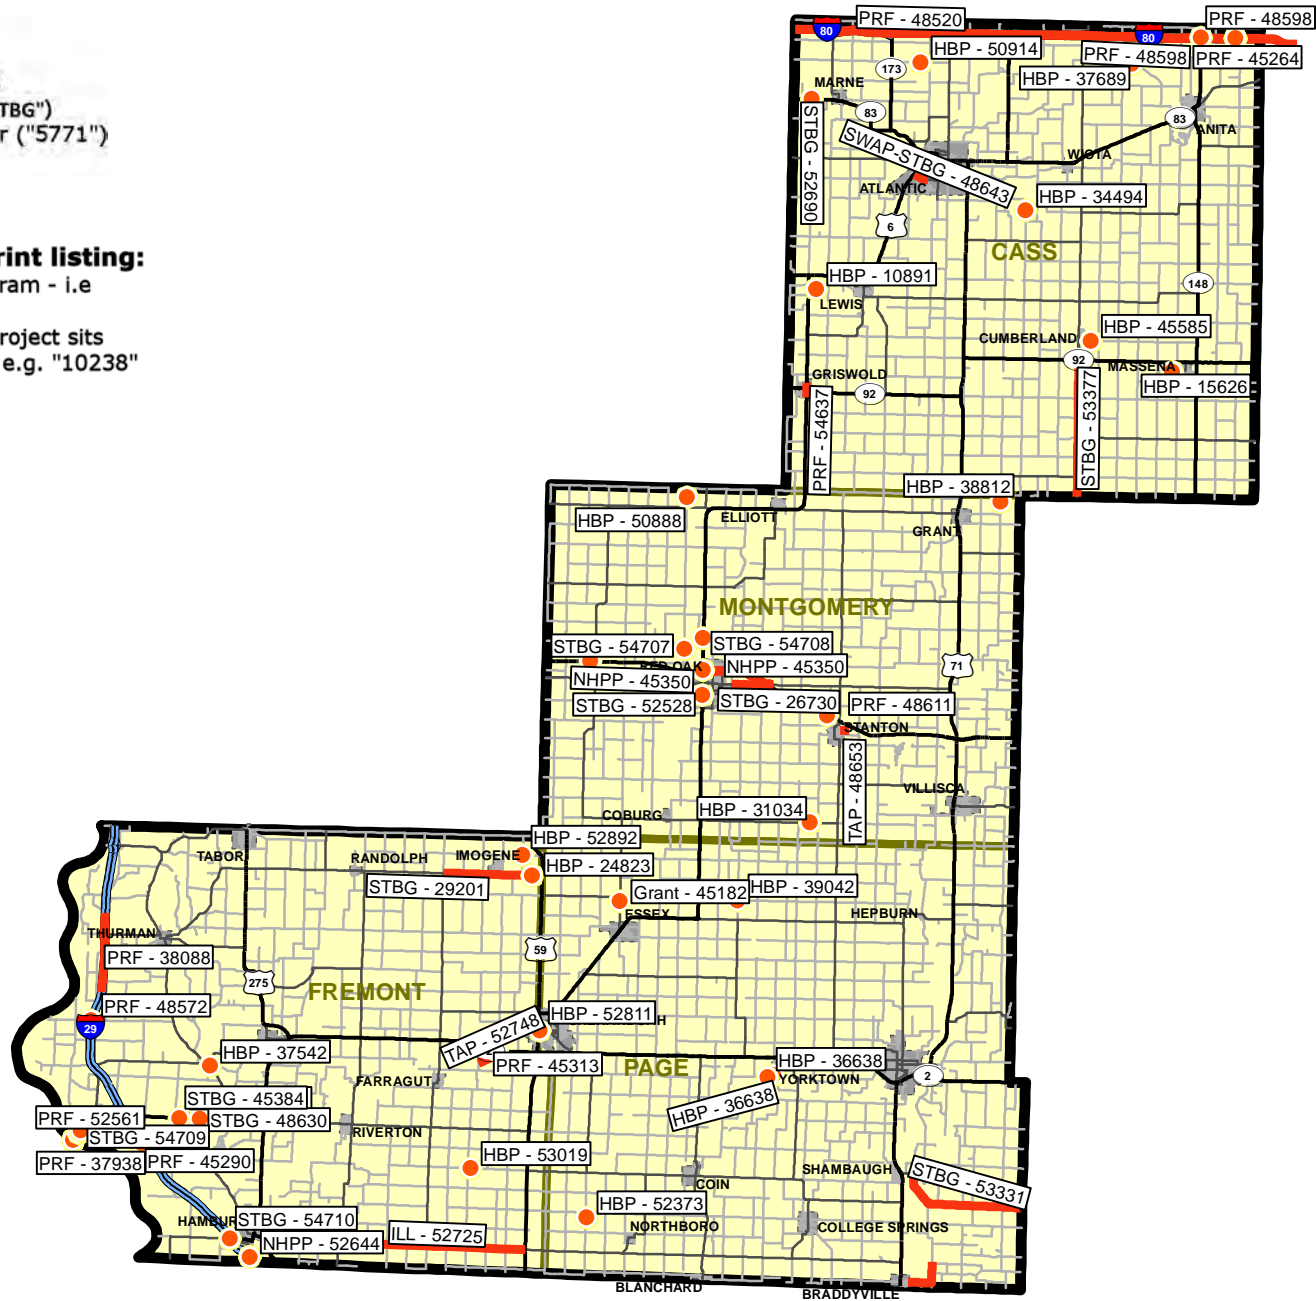 TBG")
r ("5771")
rint listing:
ram - i.e
roject sits
e.g. "10238"
PRF - 48520
PRF - 48598
80
80
HBP - 50914
PRF - 48598
PRF - 45264
173
HBP - 37689
MARNE
83
83
ANITA
STBG - 52690
SWAP-STBG - 48643
WIOTA
ATLANTIC
HBP - 34494
6
CASS
HBP - 10891
148
LEWIS
HBP - 45585
CUMBERLAND
92
MASSENA
GRISWOLD
HBP - 15626
92
PRF - 54637
STBG - 53377
HBP - 38812
HBP - 50888
ELLIOTT
GRANT
MONTGOMERY
STBG - 54707
STBG - 54708
RED OAK
NHPP - 45350
71
NHPP - 45350
STBG - 52528
STBG - 26730
PRF - 48611
STANTON
TAP - 48653
VILLISCA
HBP - 31034
COBURG
HBP - 52892
TABOR
RANDOLPH
IMOGENE
HBP - 24823
STBG - 29201
Grant - 45182
HBP - 39042
ESSEX
HEPBURN
THURMAN
PRF - 38088
59
275
FREMONT
PRF - 48572
HBP - 52811
H
29
TAP - 52748
HBP - 37542
PRF - 45313
PAGE
HBP - 36638
2
FARRAGUT
YORKTOWN
HBP - 36638
STBG - 45384
PRF - 52561
STBG - 48630
STBG - 54709
RIVERTON
PRF - 37938
PRF - 45290
HBP - 53019
SHAMBAUGH
STBG - 53331
COIN
HBP - 52373
HAMBUR
STBG - 54710
NORTHBORO
COLLEGE SPRINGS
NHPP - 52644
ILL - 52725
BLANCHARD
BRADDYVILLE